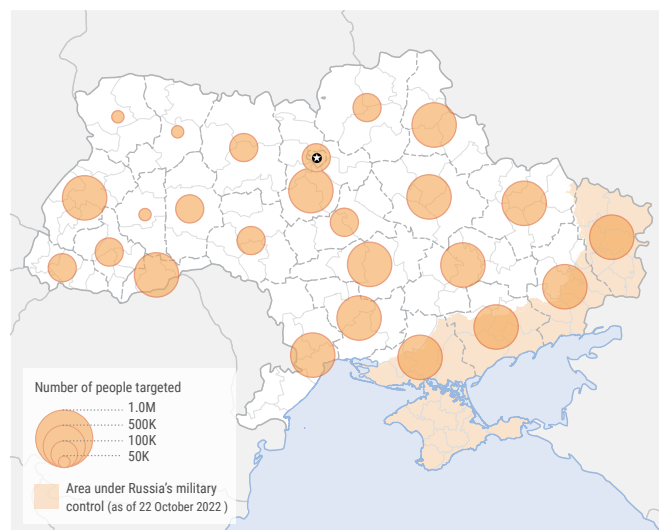 Number of people targeted
1.0M
500K
100K
50K
Area under Russia's military
control (as of 22 October 2022 )